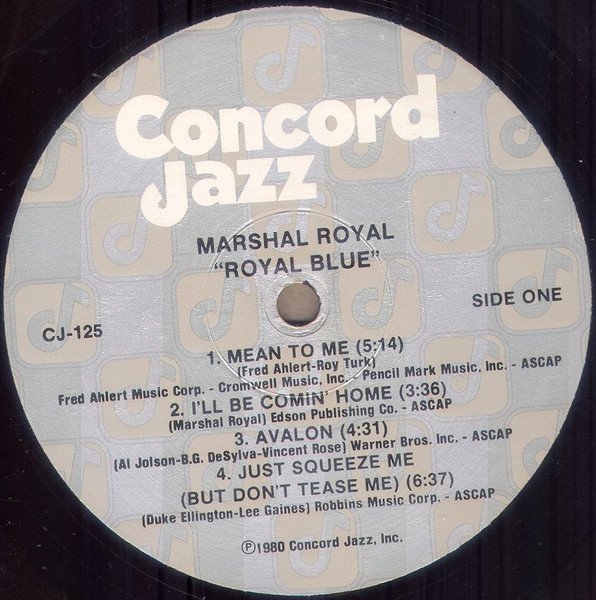 Concord
Jazz
MARSHAL ROYAL
"ROYAL BLUE"
SIDE ONE
CJ-125
1. MEAN TO ME (5:14)
(Fred Ahlert-Roy Turk)
Fred Ahlert Music Corp. - Cromwell Music, Inc. Pencil Mark Music, Inc. - ASCAP
2. I'LL BE COMIN' HOME (3:36)
(Marshal Royal) Edson Publishing Co. - ASCAP
3. AVALON (4:31)
(Al Jolson-B.G. DeSylva-Vincent Rose) Warner Bros. Inc. - ASCAP
4. JUST SQUEEZE ME
(BUT DON'T TEASE ME) (6:37)
(Duke Ellington-Lee Gaines) Robbins Music Corp. - ASCAP
℗1980 Concord Jazz, Inc.